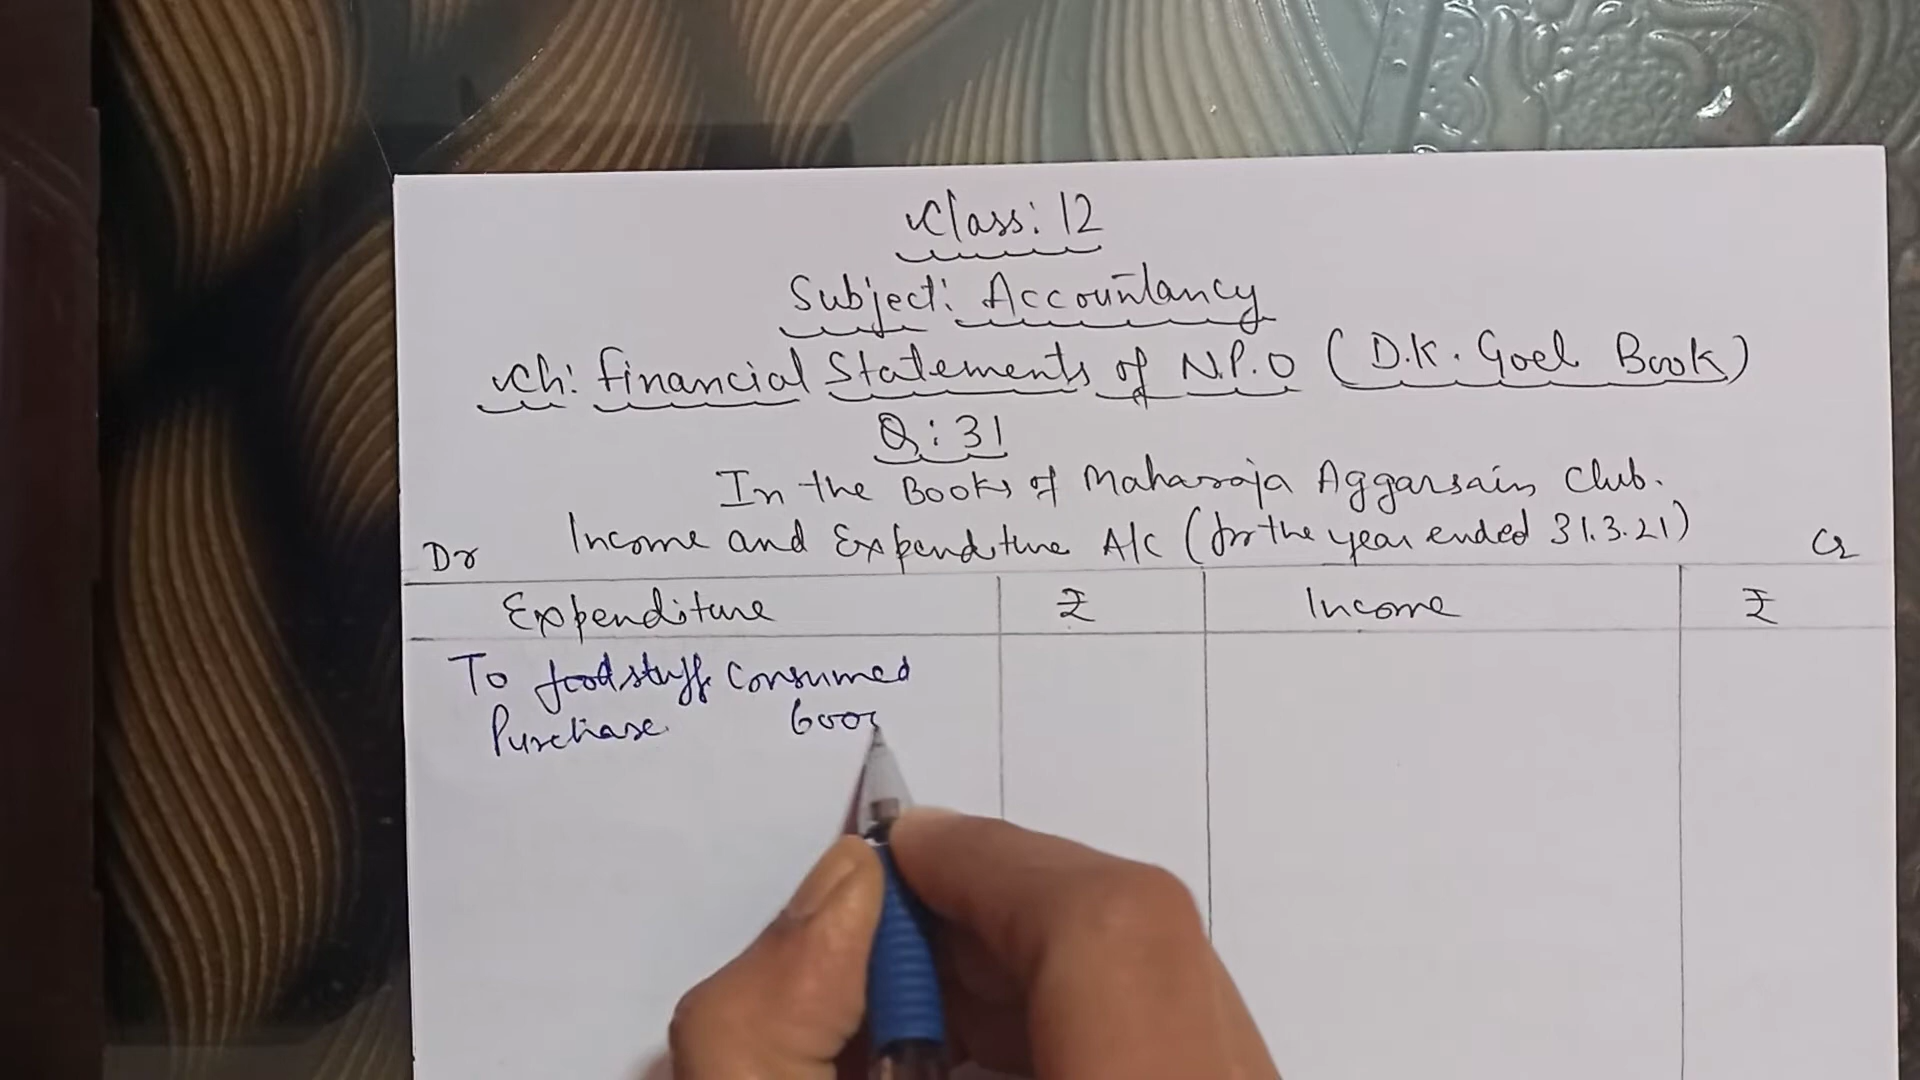 Class: 12
Subject: Accountancy
Ch: Financial Statements of N.P.O (D.K. Goel Book)
Q: 31
In the Books of Maharaja Aggarsain Club.
Dr Income and Expenditure A/c (for the year ended 31.3.21) Cr
Expenditure ₹ Income ₹
To foodstuff Consumed
Purchase